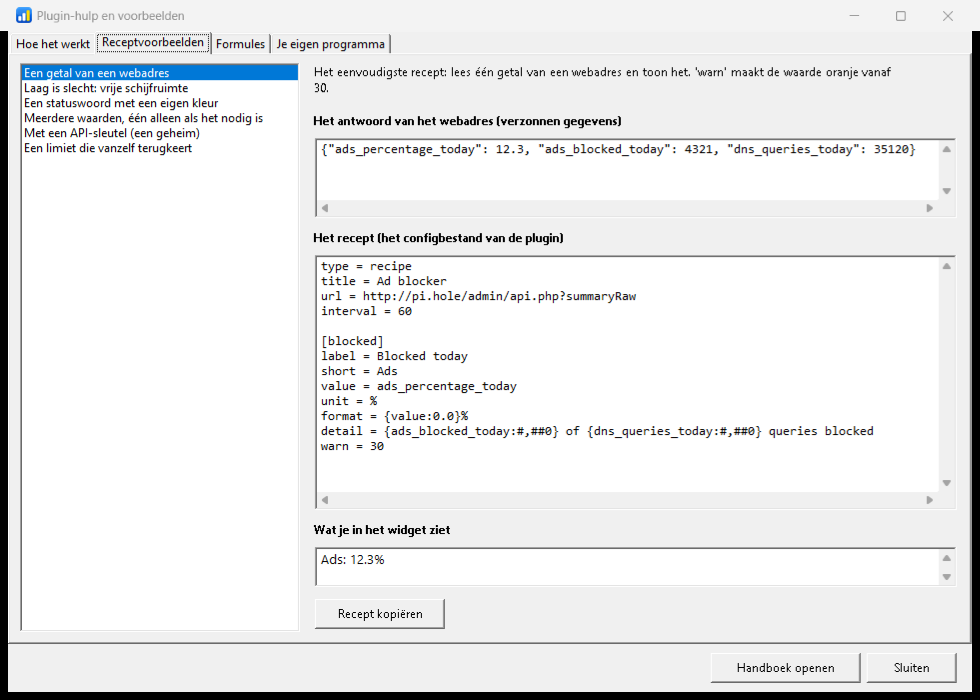 Plugin-hulp en voorbeelden
Hoe het werkt
Receptvoorbeelden
Formules
Je eigen programma
Een getal van een webadres
Laag is slecht: vrije schijfruimte
Een statuswoord met een eigen kleur
Meerdere waarden, één alleen als het nodig is
Met een API-sleutel (een geheim)
Een limiet die vanzelf terugkeert
Het eenvoudigste recept: lees één getal van een webadres en toon het. 'warn' maakt de waarde oranje vanaf
30.
Het antwoord van het webadres (verzonnen gegevens)
{"ads_percentage_today": 12.3, "ads_blocked_today": 4321, "dns_queries_today": 35120}
Het recept (het configbestand van de plugin)
type = recipe
title = Ad blocker
url = http://pi.hole/admin/api.php?summaryRaw
interval = 60
[blocked]
label = Blocked today
short = Ads
value = ads_percentage_today
unit = %
format = {value:0.0}%
detail = {ads_blocked_today:#,##0} of {dns_queries_today:#,##0} queries blocked
warn = 30
Wat je in het widget ziet
Ads: 12.3%
Recept kopiëren
Handboek openen
Sluiten